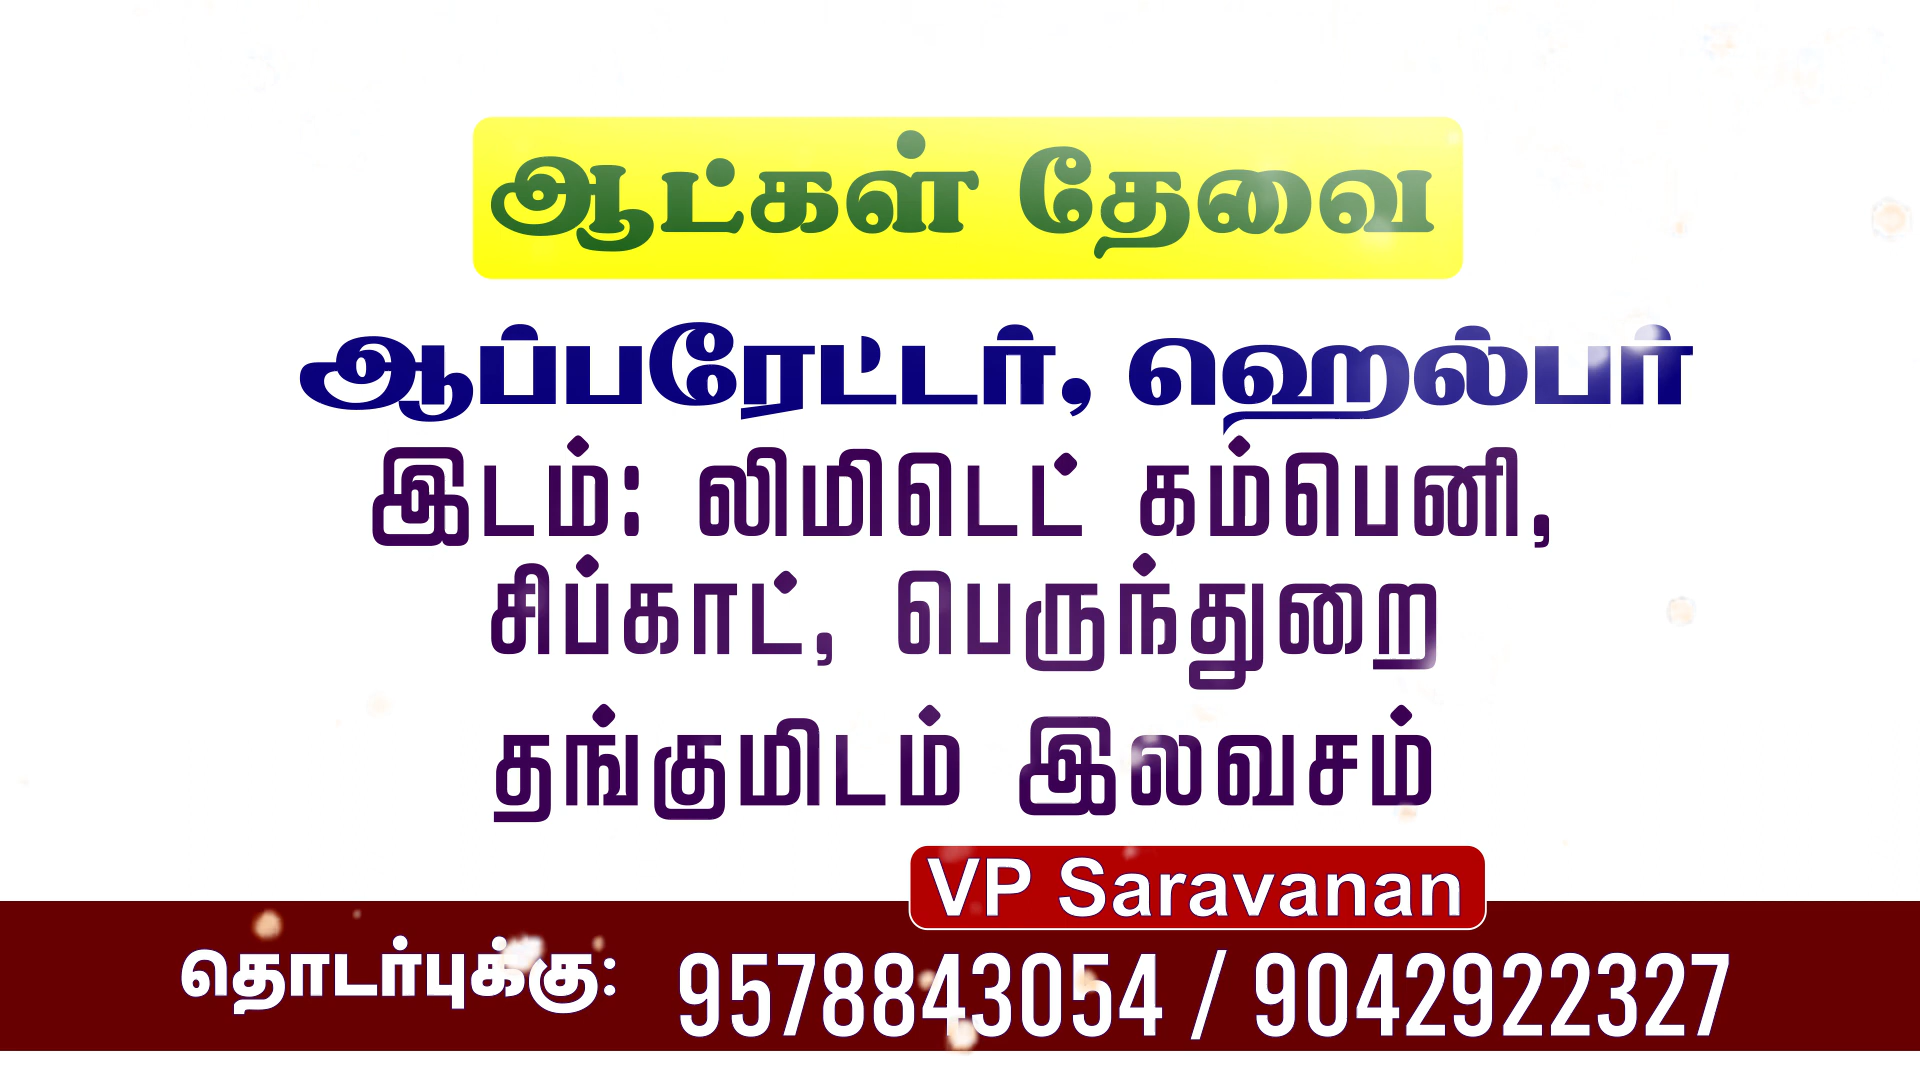 ஆட்கள் தேவை
ஆப்பரேட்டர், ஹெல்பர்
இடம்: லிமிடெட் கம்பெனி,
சிப்காட், பெருந்துறை
தங்குமிடம் இலவசம்
VP Saravanan
தொடர்புக்கு: 9578843054 / 9042922327